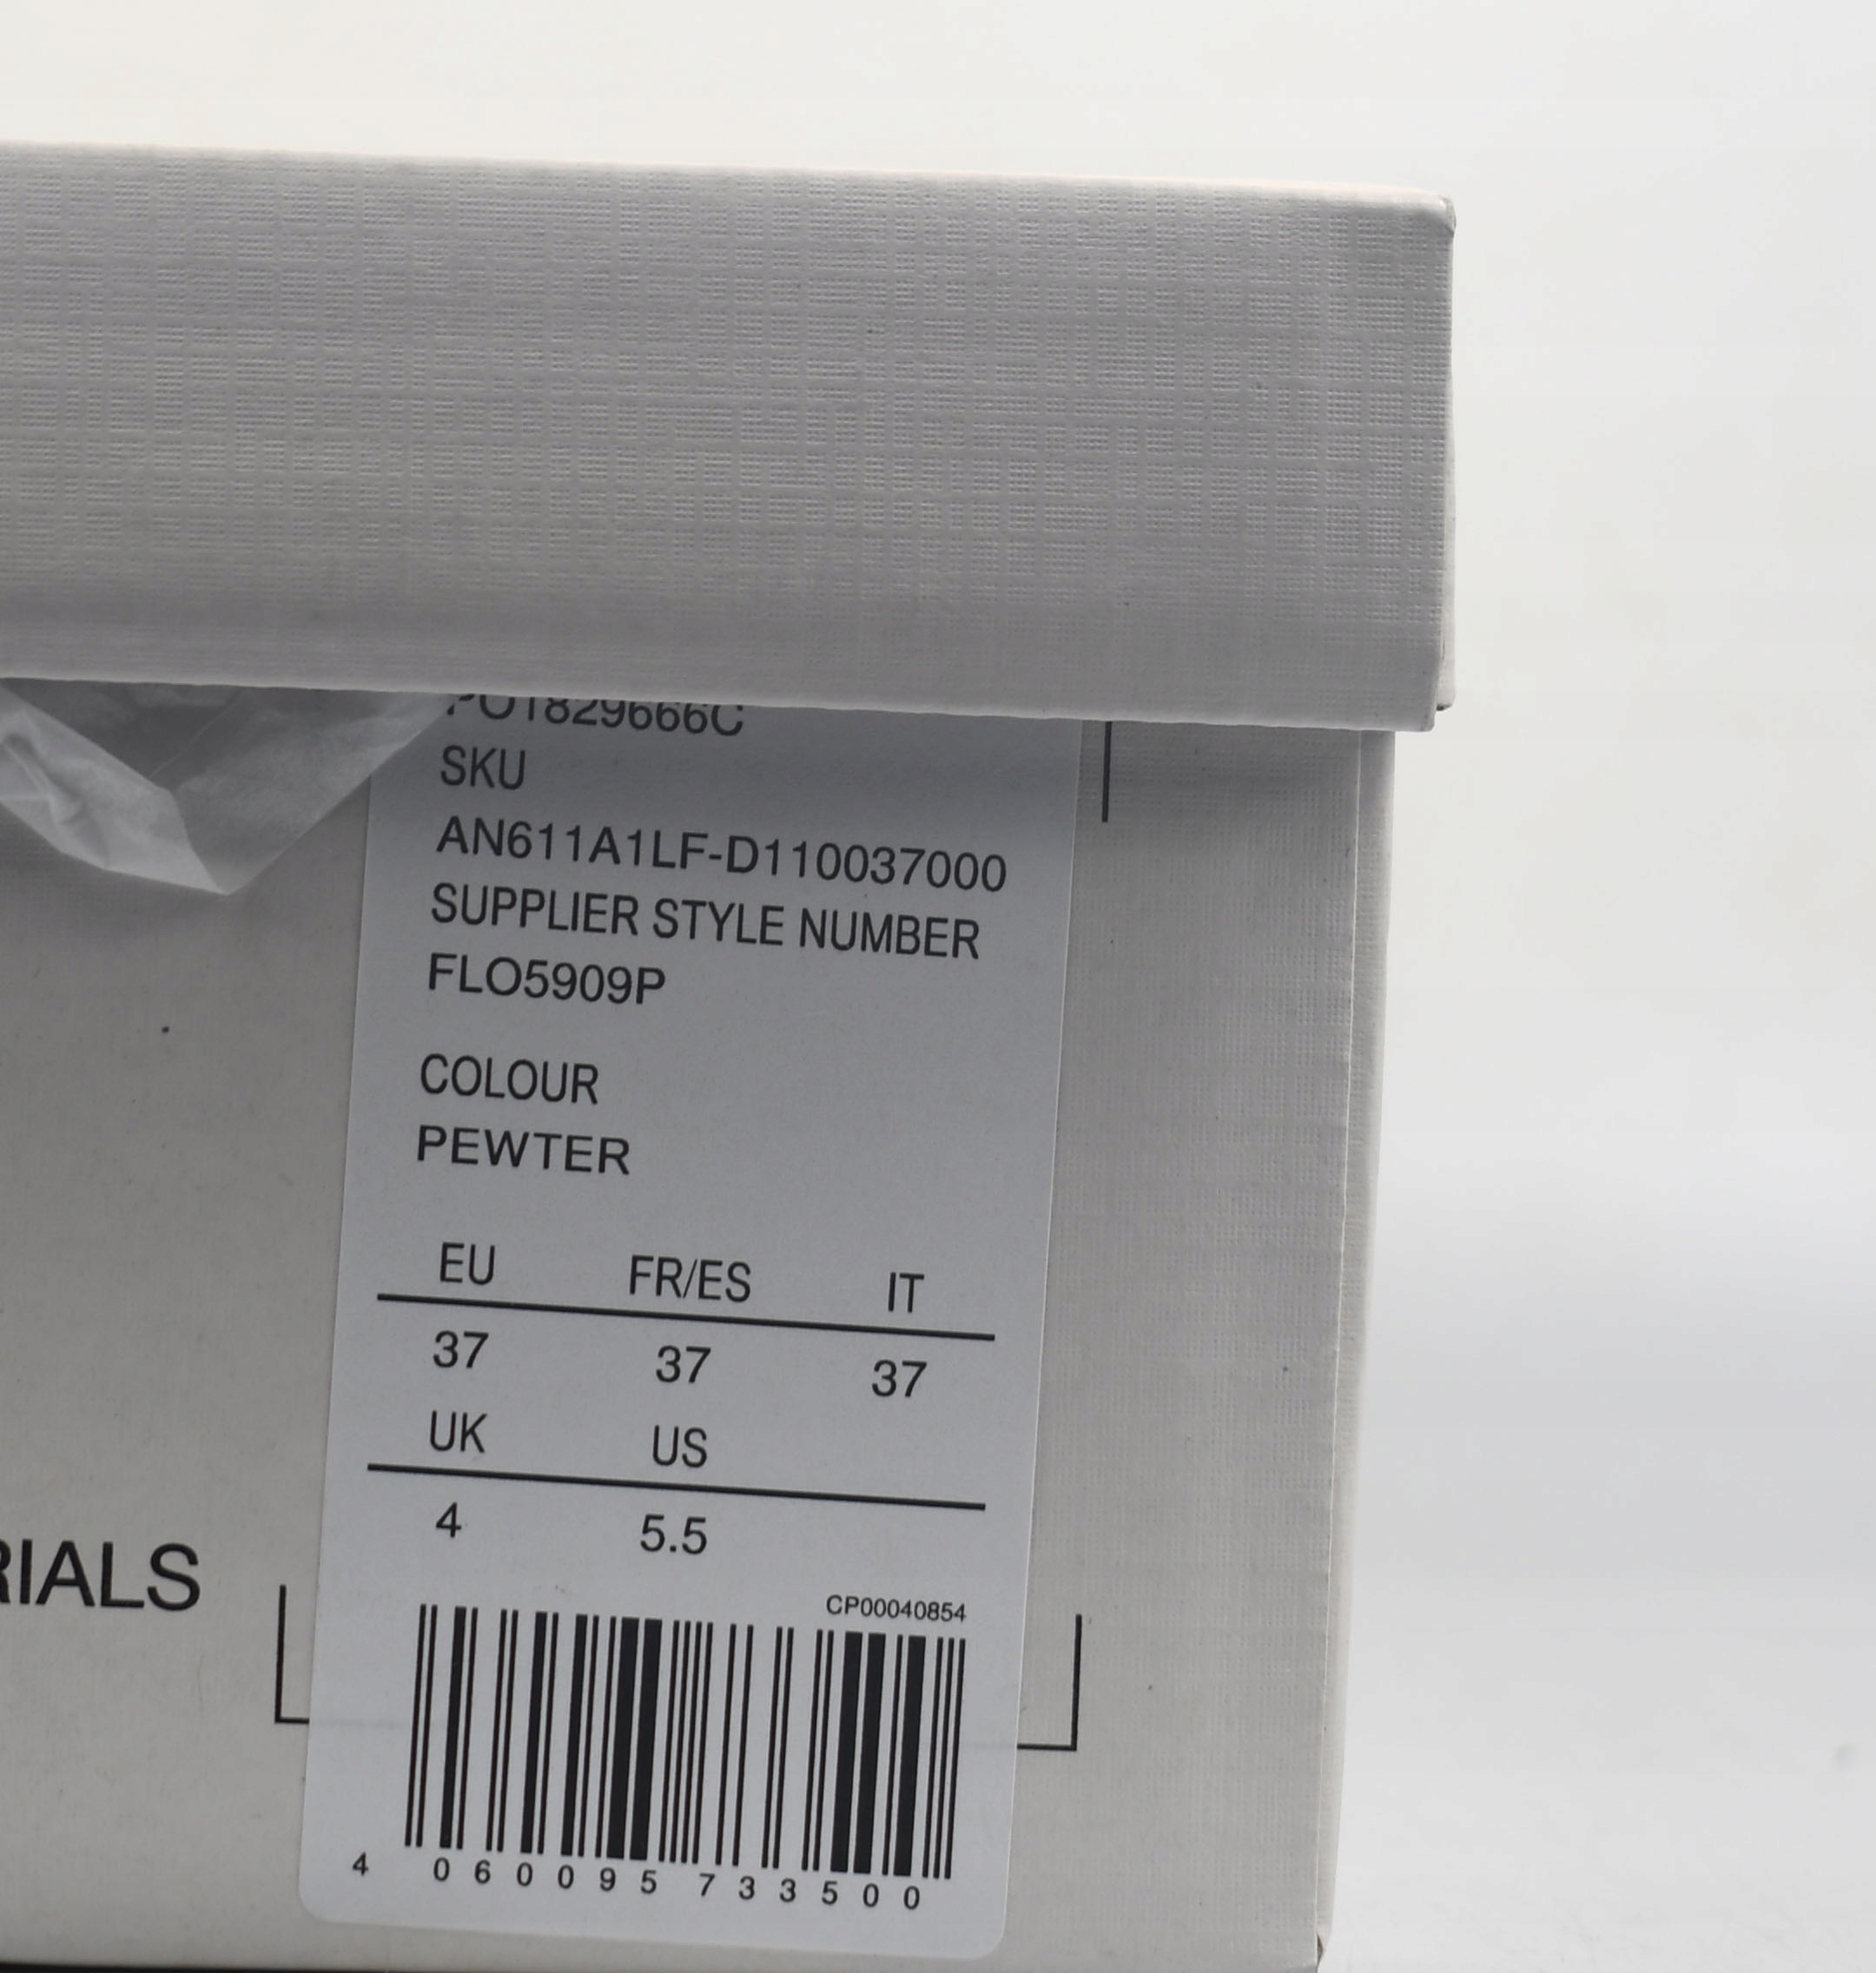 PO1829666C
SKU
AN611A1LF-D110037000
SUPPLIER STYLE NUMBER
FLO5909P
COLOUR
PEWTER
EU FR/ES IT
37 37 37
UK US
4 5.5
RIALS
CP00040854
4 060095 733500